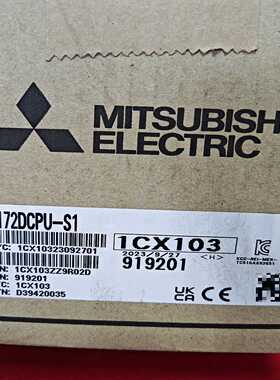 MITSUBISHI
ELECTRIC
172DCPU-S1
C: 1CX10323092701
N: 1CX103ZZ9R02D
N: 919201
C: 1CX103
N: D39420035
1CX103
2023/9/27 <H>
919201
UK
CA
CE